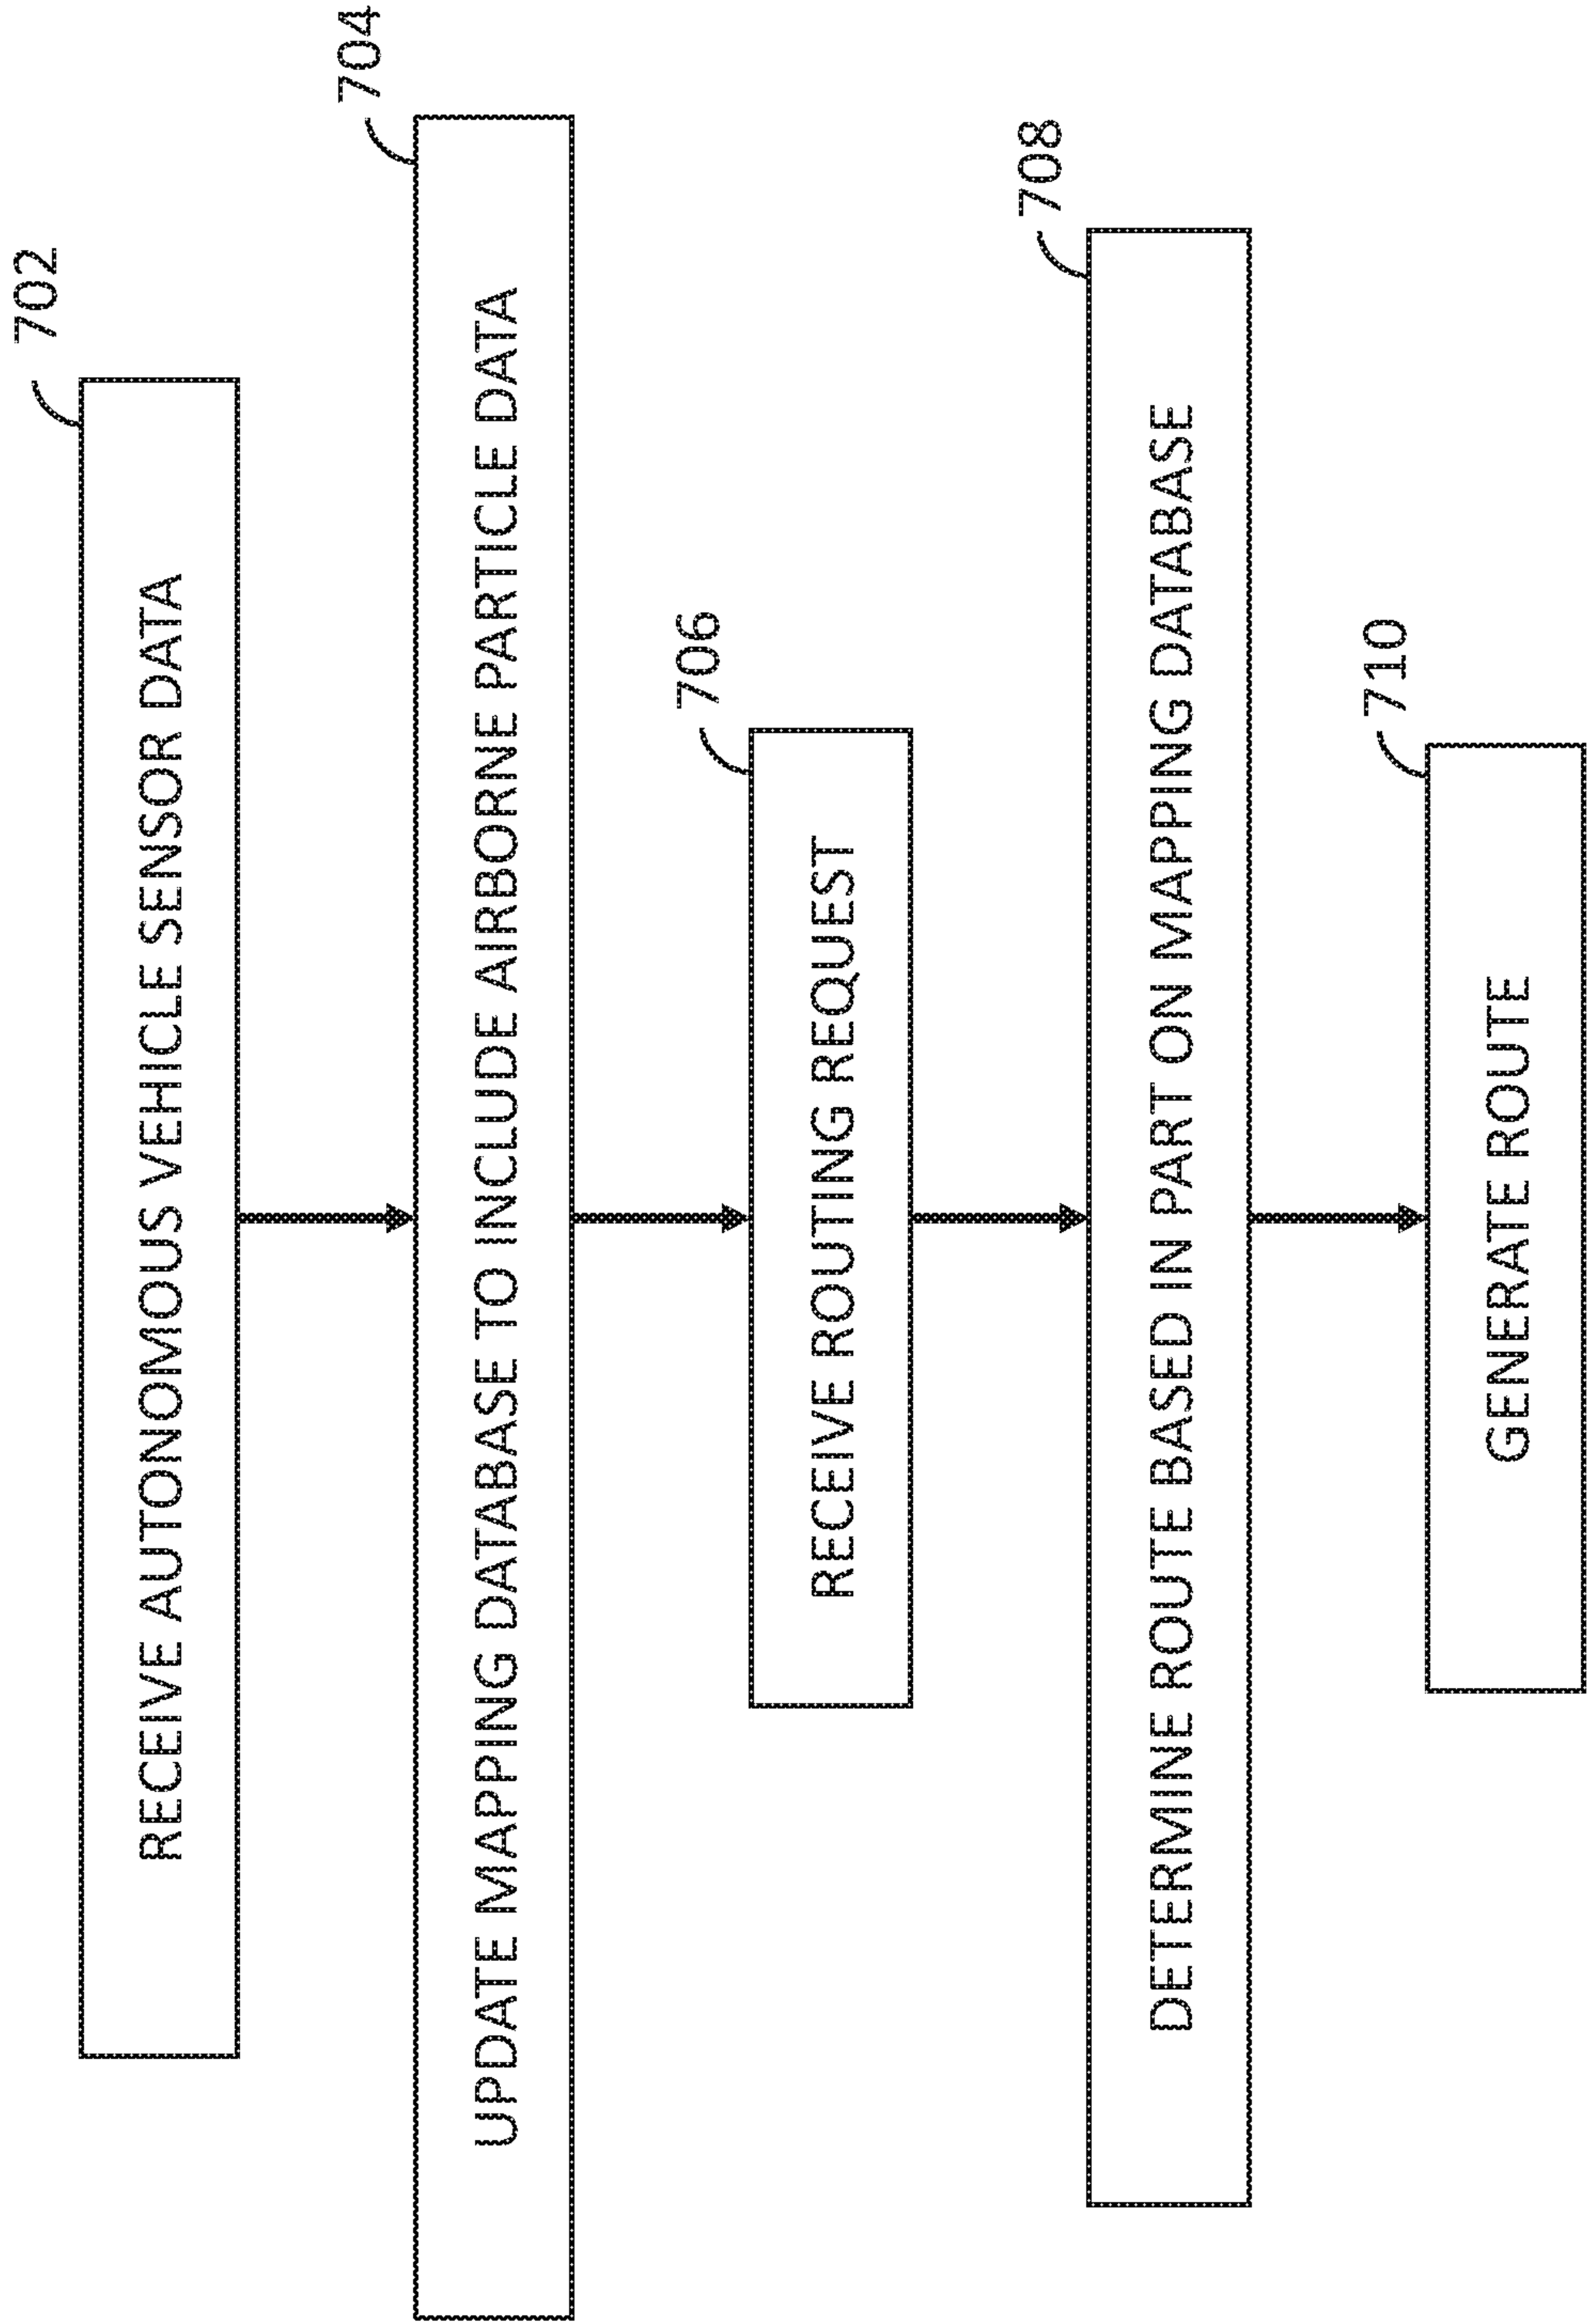 702
RECEIVE AUTONOMOUS VEHICLE SENSOR DATA
704
UPDATE MAPPING DATABASE TO INCLUDE AIRBORNE PARTICLE DATA
706
RECEIVE ROUTING REQUEST
708
DETERMINE ROUTE BASED IN PART ON MAPPING DATABASE
710
GENERATE ROUTE